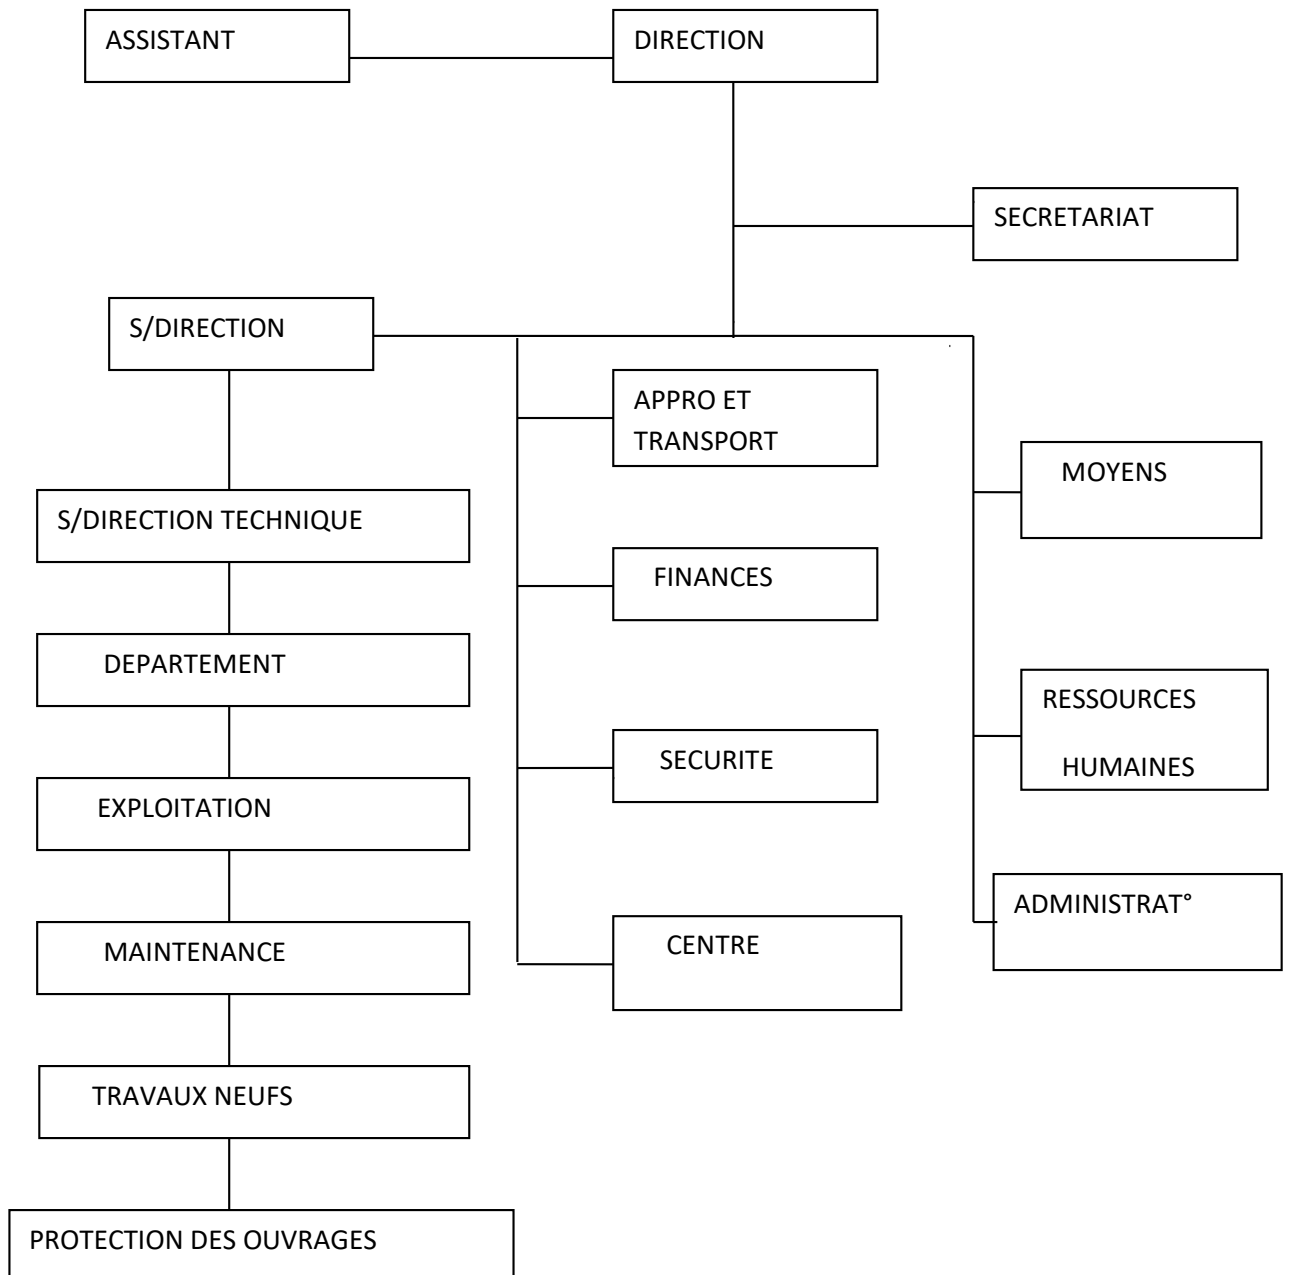 ASSISTANT
DIRECTION
SECRETARIAT
S/DIRECTION
APPRO ET
TRANSPORT
MOYENS
S/DIRECTION TECHNIQUE
FINANCES
DEPARTEMENT
RESSOURCES
HUMAINES
SECURITE
EXPLOITATION
ADMINISTRAT°
MAINTENANCE
CENTRE
TRAVAUX NEUFS
PROTECTION DES OUVRAGES